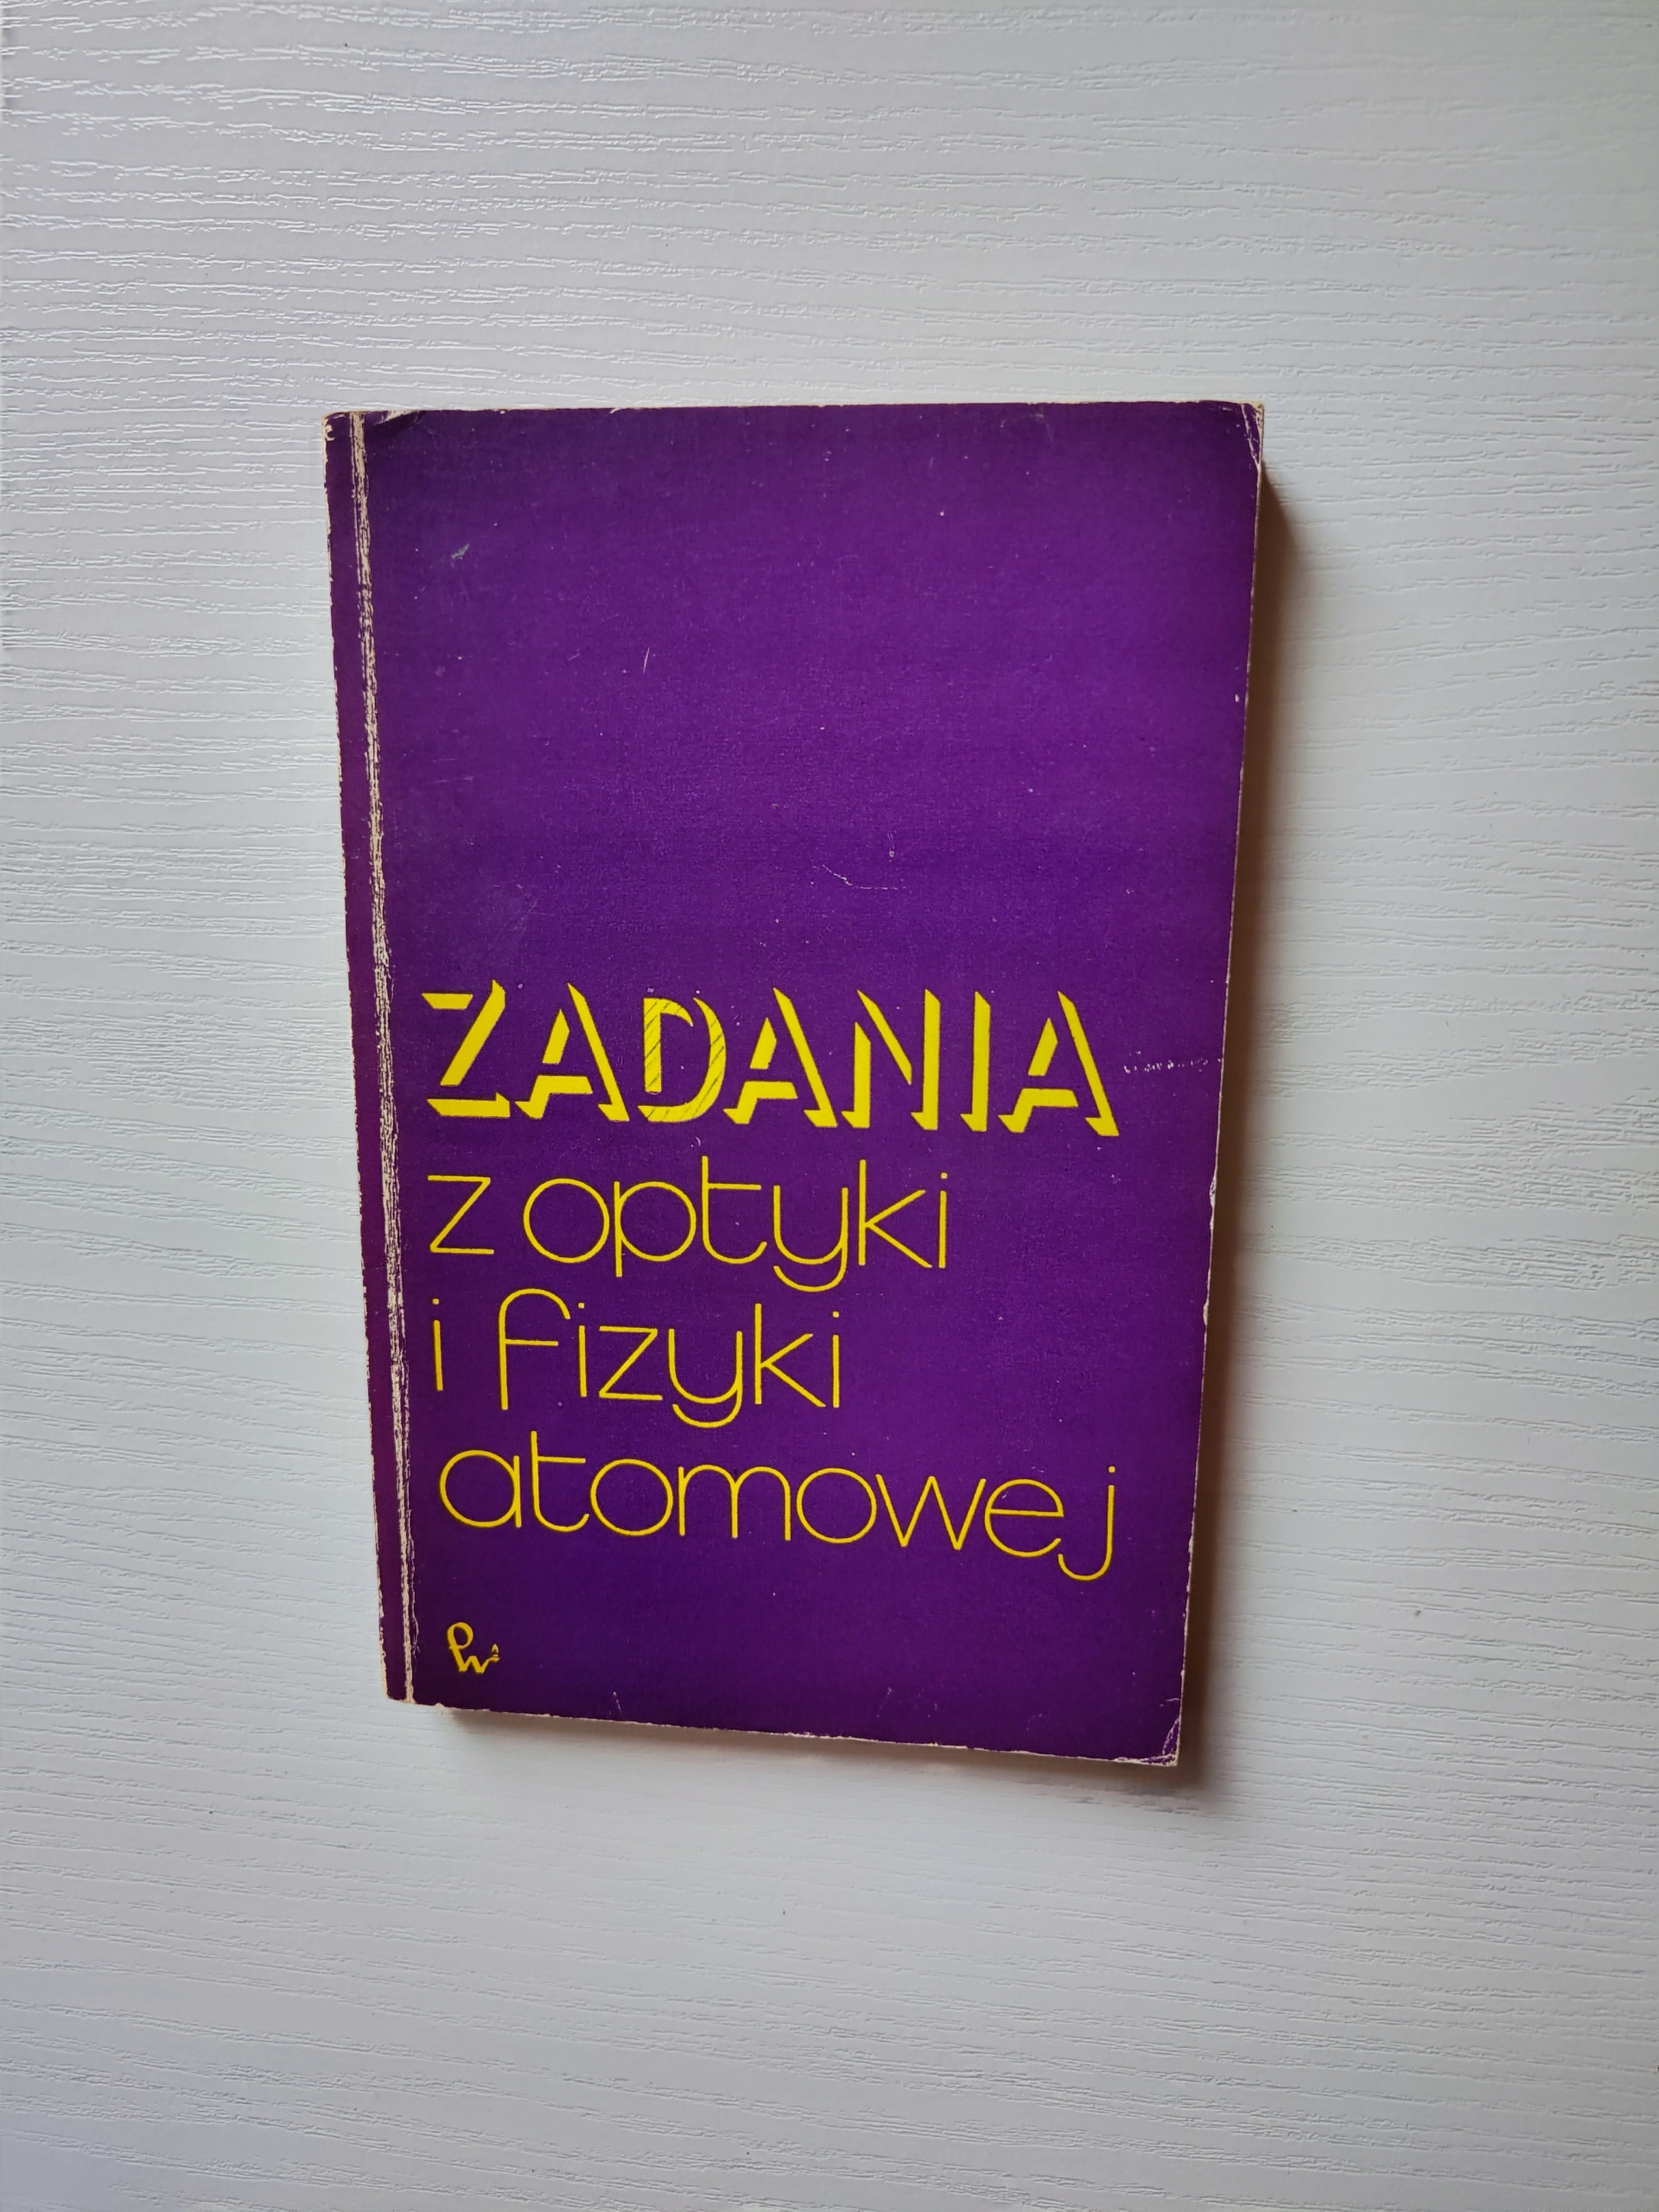 ZADANIA
z optyki
i fizyki
atomowej